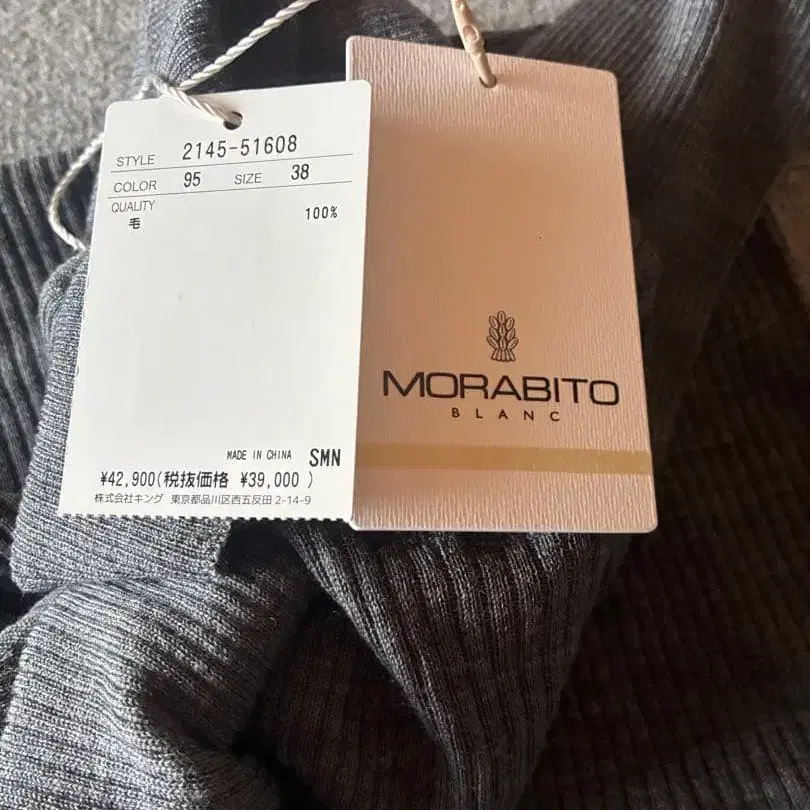 STYLE 2145-51608
COLOR 95 SIZE 38
QUALITY
毛 100%
MADE IN CHINA SMN
¥42,900(税抜価格 ¥39,000 )
株式会社キング 東京都品川区西五反田 2-14-9
MORABITO
BLANC